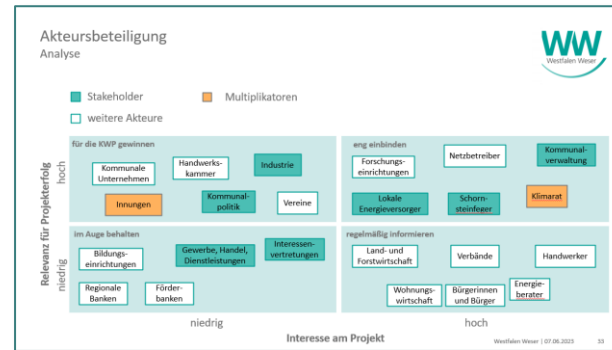 Akteursbeteiligung
Analyse
WW
Westfalen Weser
Stakeholder
Multiplikatoren
weitere Akteure
Relevanz für Projekterfolg
hoch
niedrig
für die KWP gewinnen
Kommunale
Unternehmen
Handwerks-
kammer
Industrie
Innungen
Kommunal-
politik
Vereine
eng einbinden
Forschungs-
einrichtungen
Netzbetreiber
Kommunal-
verwaltung
Lokale
Energieversorger
Schorn-
steinfeger
Klimarat
im Auge behalten
Bildungs-
einrichtungen
Gewerbe, Handel,
Dienstleistungen
Interessen-
vertretungen
Regionale
Banken
Förder-
banken
regelmäßig informieren
Land- und
Forstwirtschaft
Verbände
Handwerker
Wohnungs-
wirtschaft
Bürgerinnen
und Bürger
Energie-
berater
niedrig
hoch
Interesse am Projekt
Westfalen Weser | 07.06.2023
33